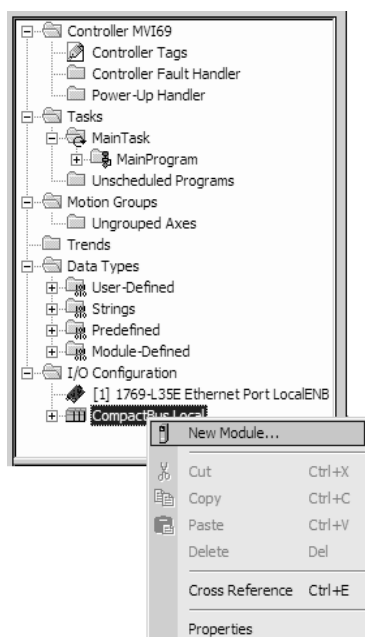 Controller MVI69
Controller Tags
Controller Fault Handler
Power-Up Handler
Tasks
MainTask
MainProgram
Unscheduled Programs
Motion Groups
Ungrouped Axes
Trends
Data Types
User-Defined
Strings
Predefined
Module-Defined
I/O Configuration
[1] 1769-L35E Ethernet Port LocalENB
CompactBus Local
New Module...
Cut Ctrl+X
Copy Ctrl+C
Paste Ctrl+V
Delete Del
Cross Reference Ctrl+E
Properties